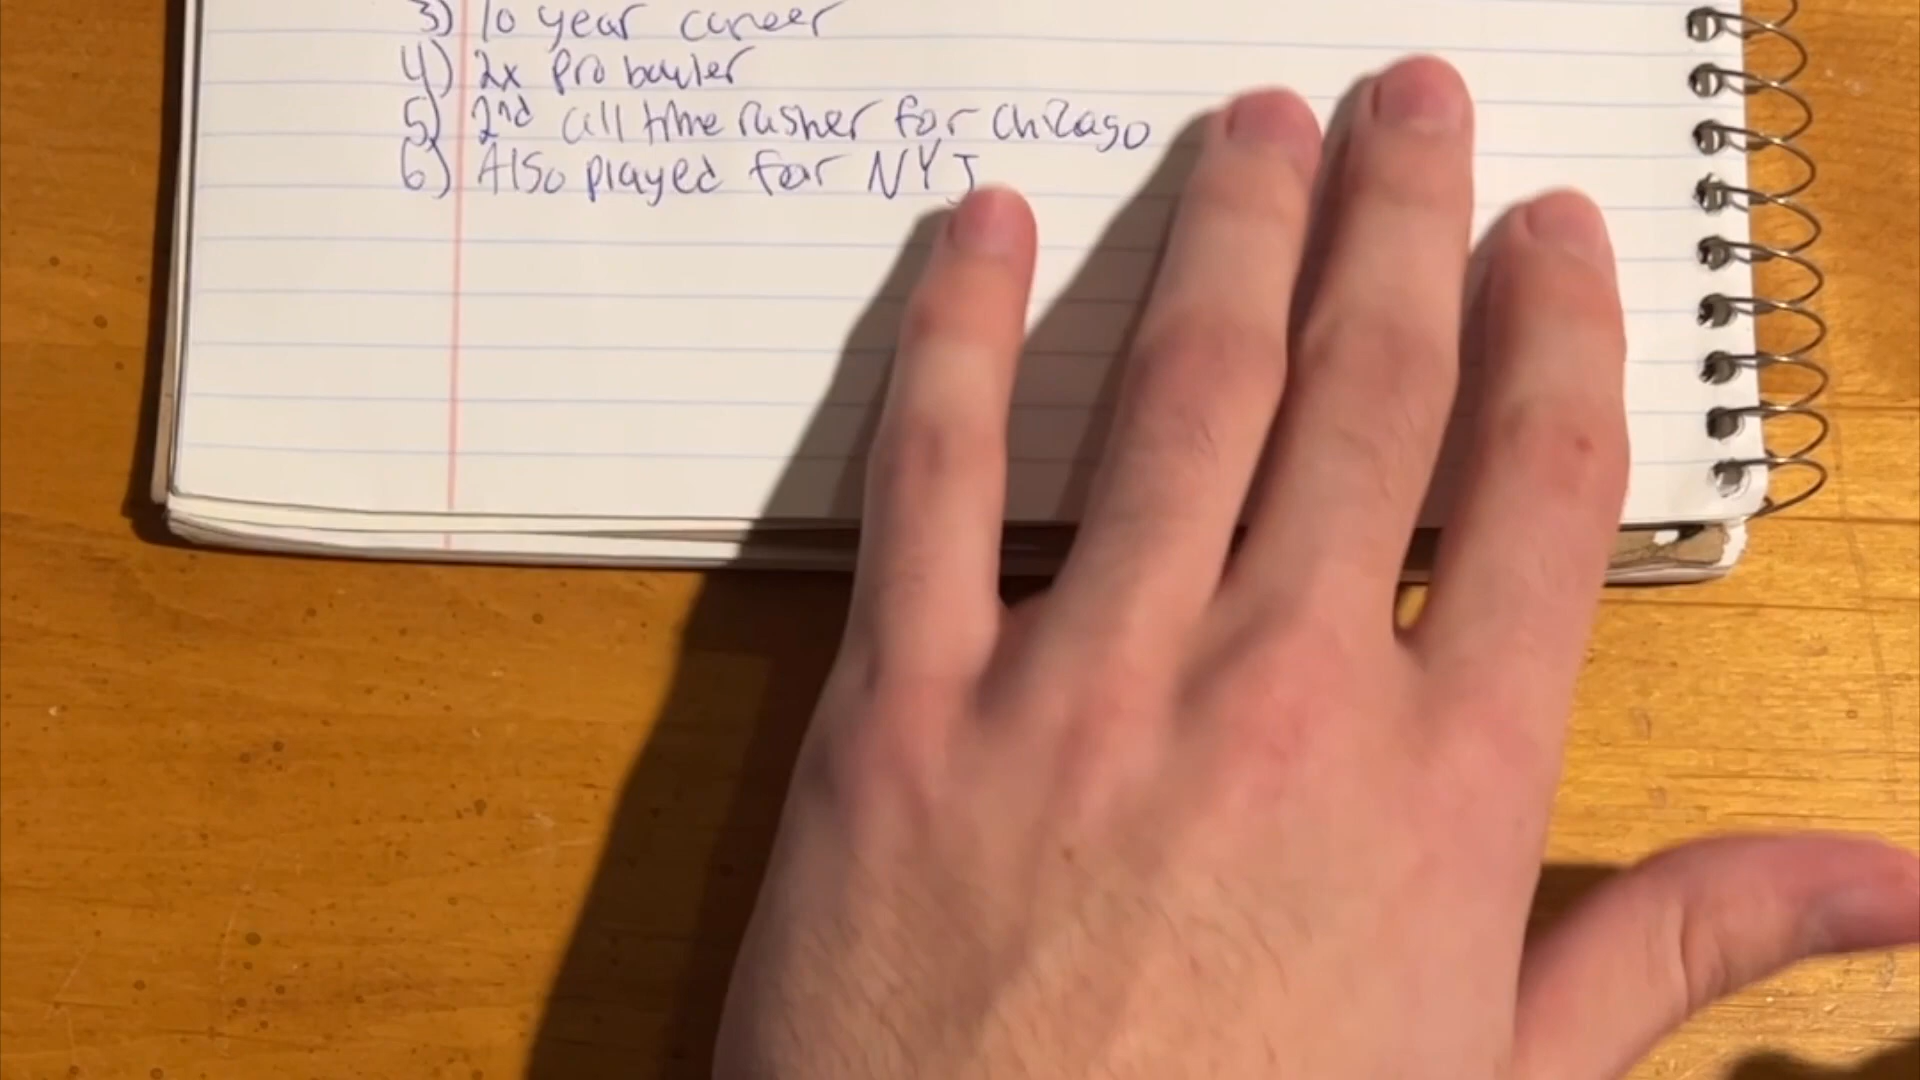 3) 10 year career
4) 2x Pro bowler
5) 2nd all time rusher for Chicago
6) Also played for NYJ